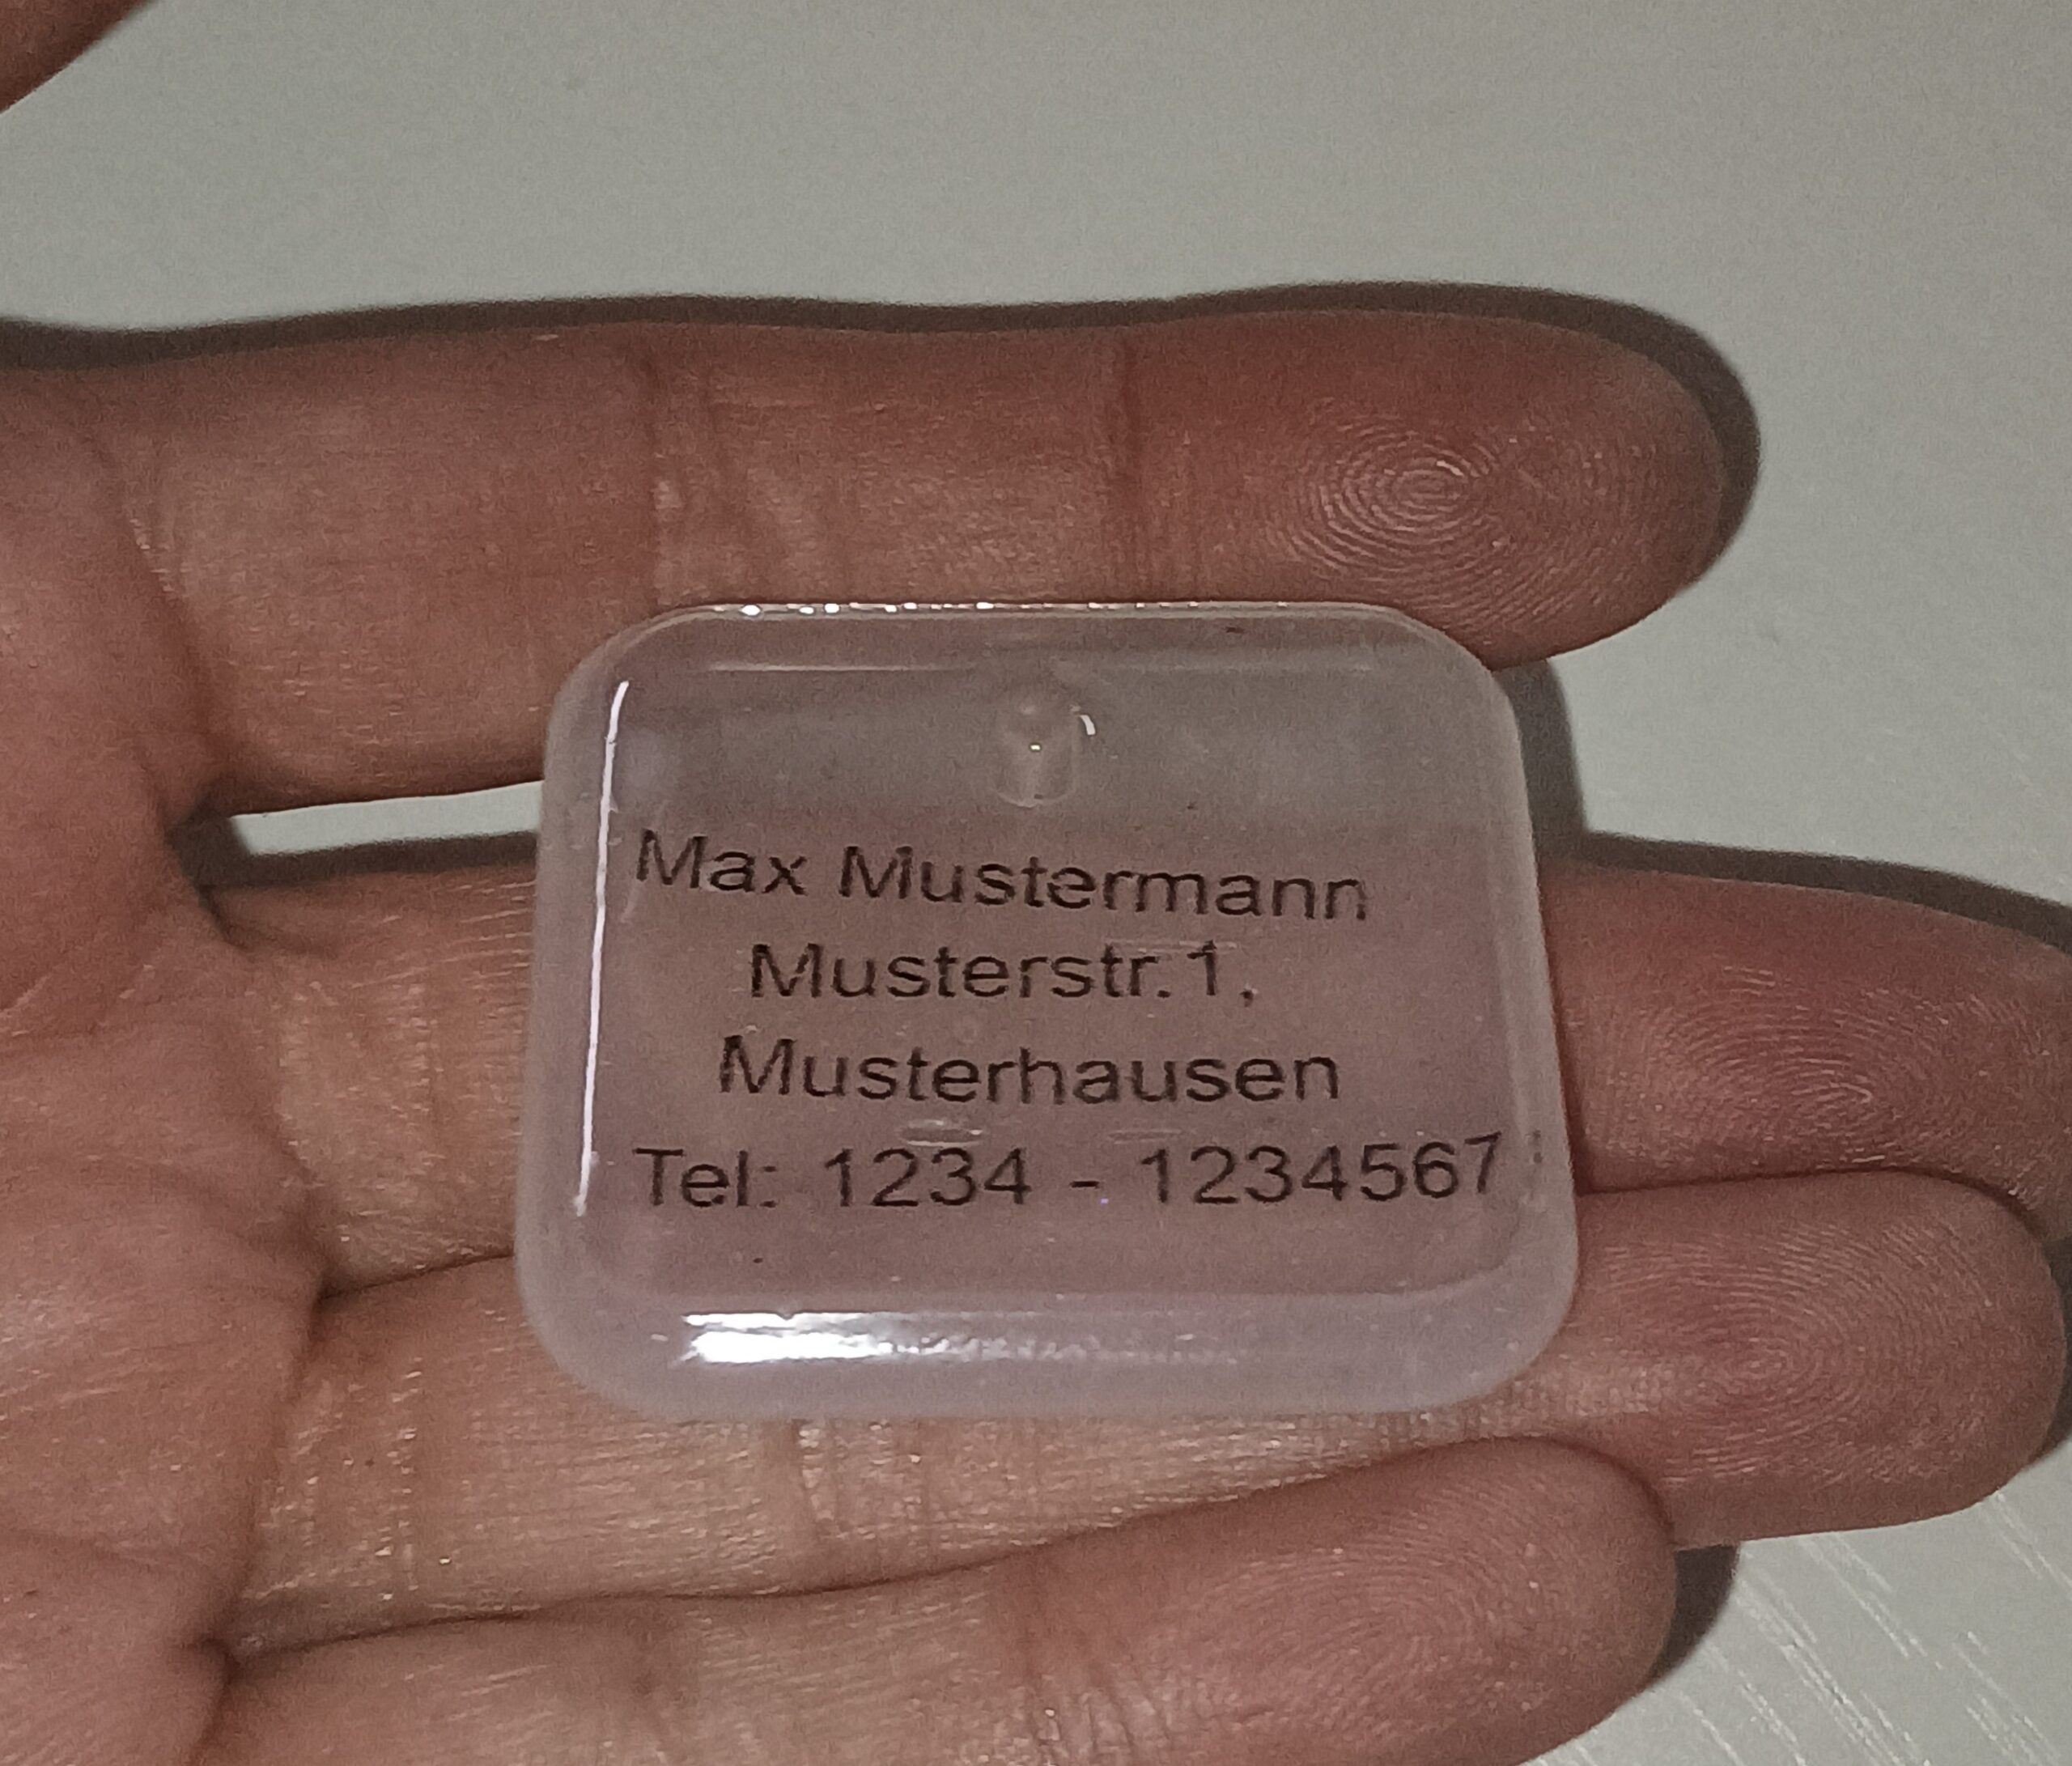 Max Mustermann
Musterstr. 1,
Musterhausen
Tel: 1234 - 1234567